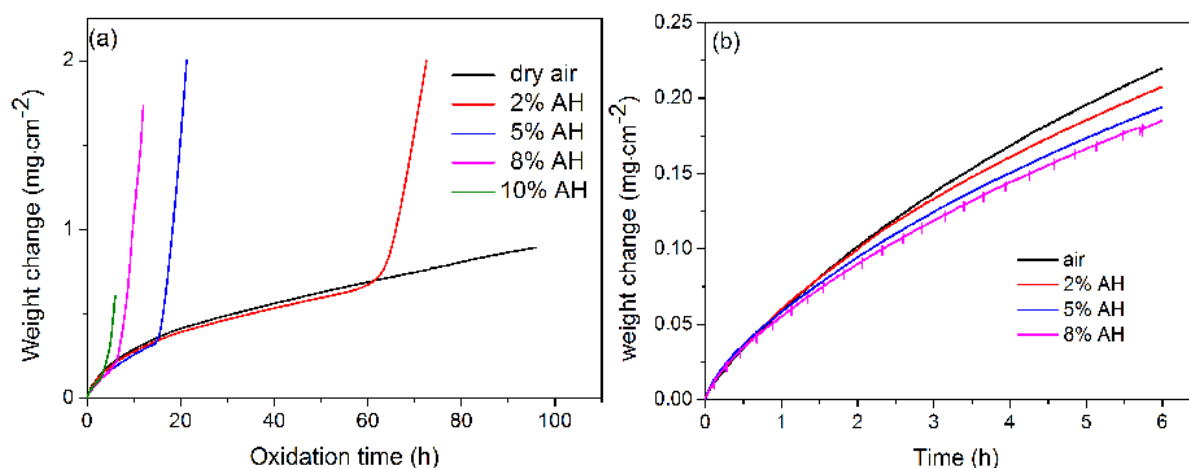 (a)
Weight change (mg·cm⁻²)
2
1
0
dry air
2% AH
5% AH
8% AH
10% AH
0 20 40 60 80 100
Oxidation time (h)
(b)
weight change (mg·cm⁻²)
0.25
0.20
0.15
0.10
0.05
0.00
air
2% AH
5% AH
8% AH
0 1 2 3 4 5 6
Time (h)